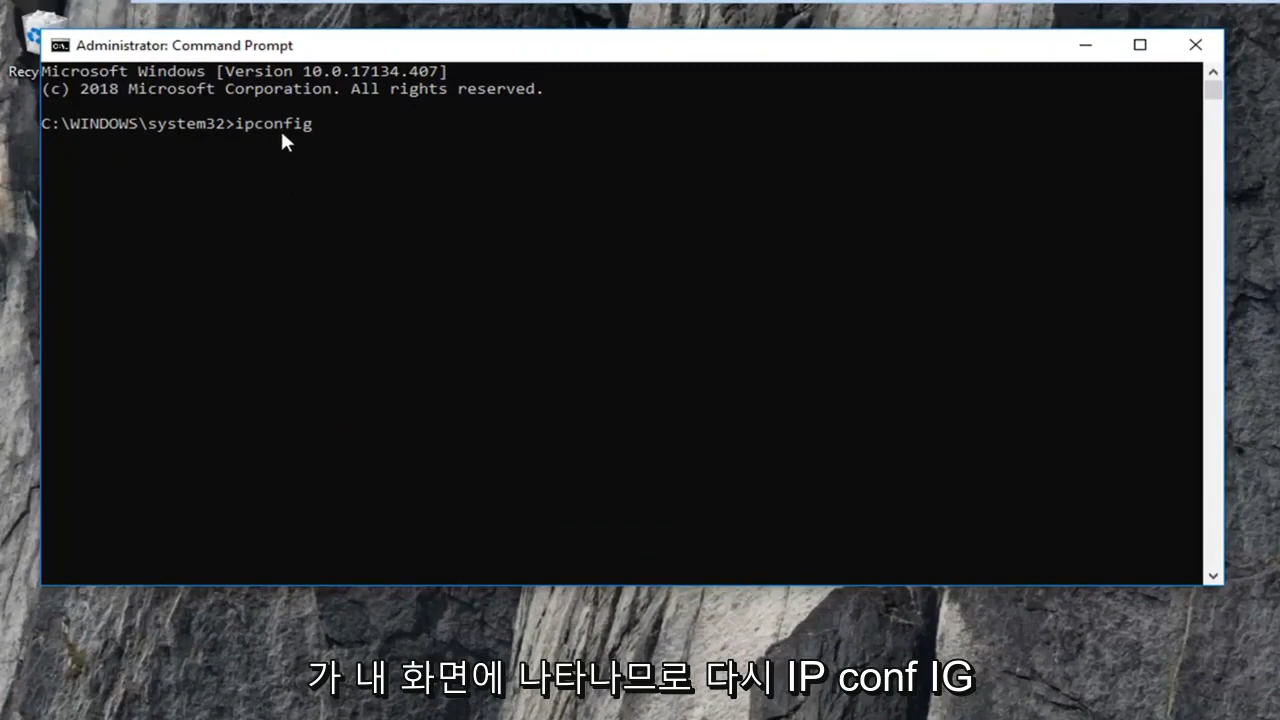 Administrator: Command Prompt
Recy
Microsoft Windows [Version 10.0.17134.407]
(c) 2018 Microsoft Corporation. All rights reserved.
C:\WINDOWS\system32>ipconfig
가 내 화면에 나타나므로 다시 IP conf IG